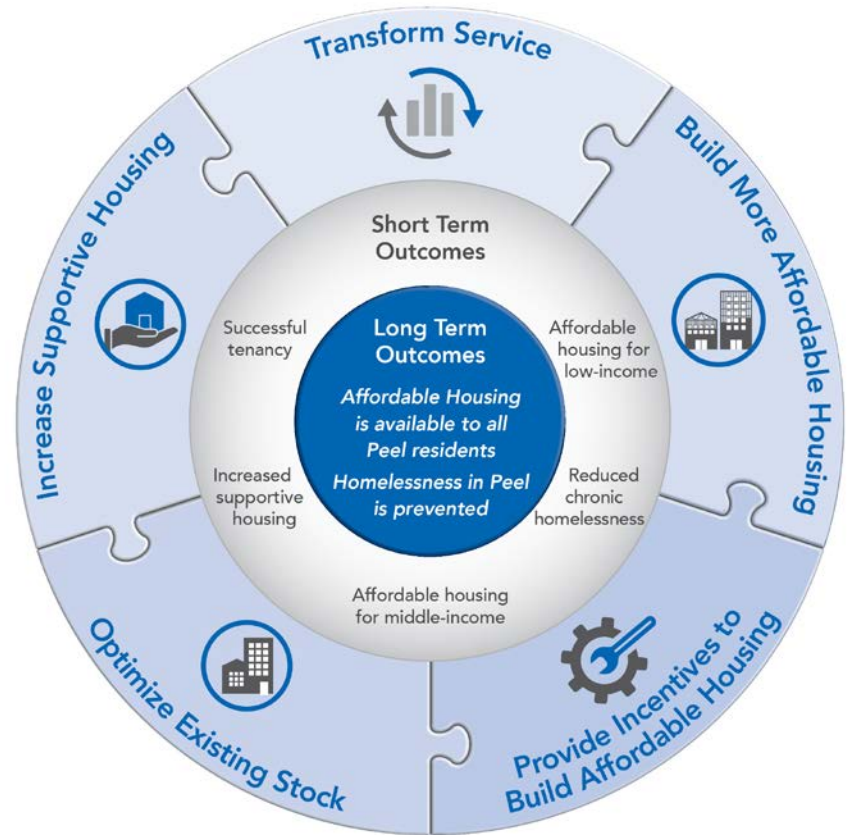 Transform Service
Build More Affordable Housing
Provide Incentives to
Build Affordable Housing
Optimize Existing Stock
Increase Supportive Housing
Short Term
Outcomes
Successful
tenancy
Affordable
housing for
low-income
Increased
supportive
housing
Reduced
chronic
homelessness
Affordable housing
for middle-income
Long Term
Outcomes
Affordable Housing
is available to all
Peel residents
Homelessness in Peel
is prevented